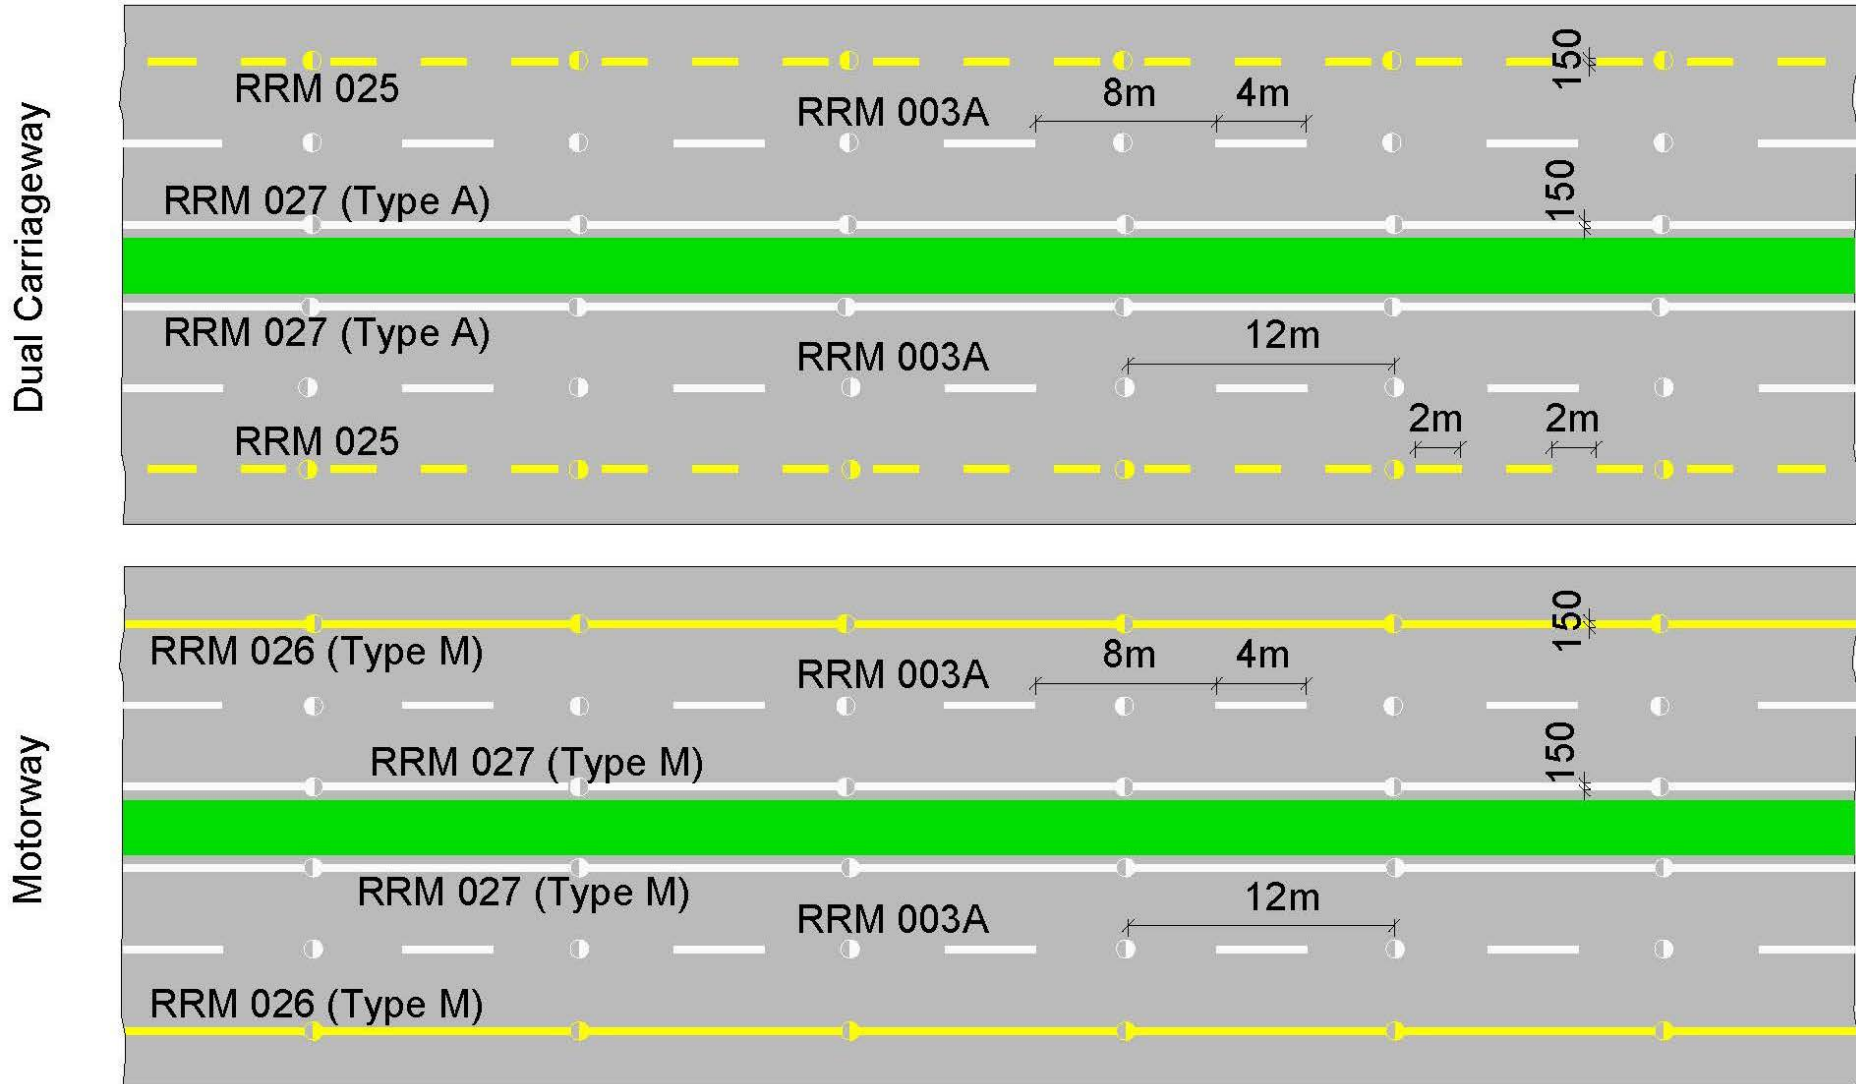 Dual Carriageway
150
RRM 025
8m
4m
RRM 003A
150
RRM 027 (Type A)
RRM 027 (Type A)
12m
RRM 003A
2m
2m
RRM 025
Motorway
150
RRM 026 (Type M)
8m
4m
RRM 003A
150
RRM 027 (Type M)
RRM 027 (Type M)
12m
RRM 003A
RRM 026 (Type M)